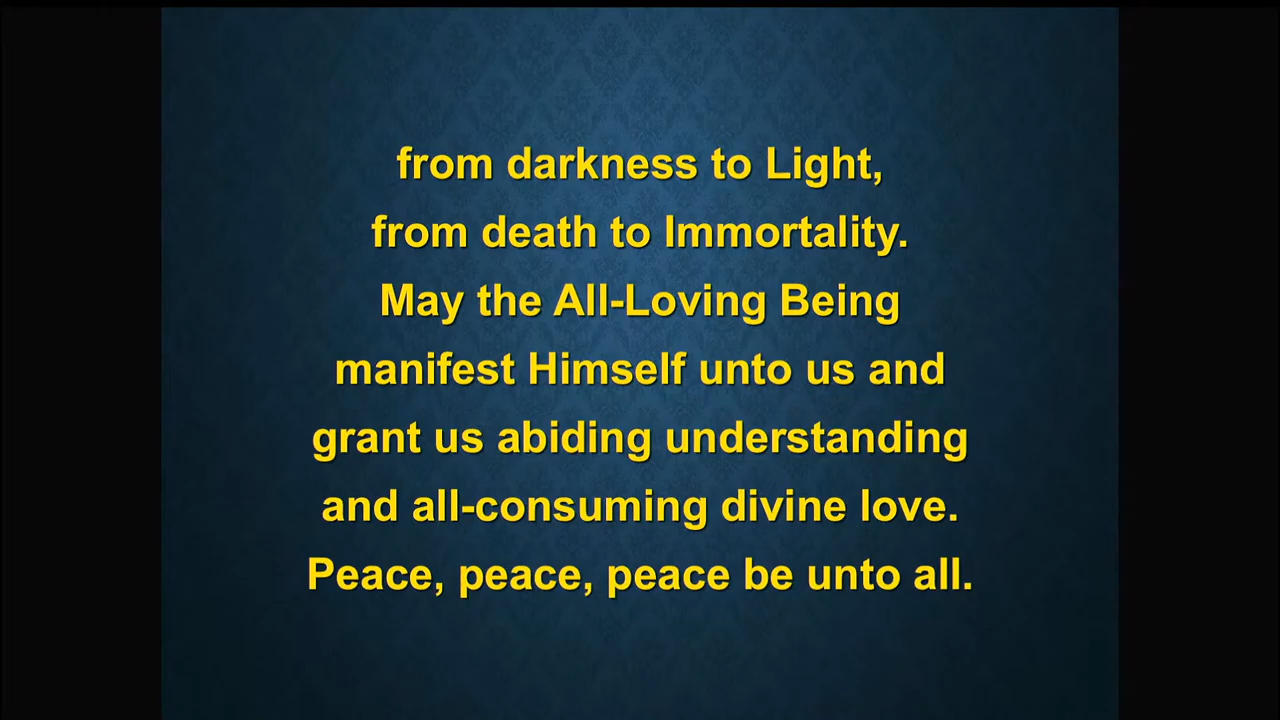 from darkness to Light,
from death to Immortality.
May the All-Loving Being
manifest Himself unto us and
grant us abiding understanding
and all-consuming divine love.
Peace, peace, peace be unto all.